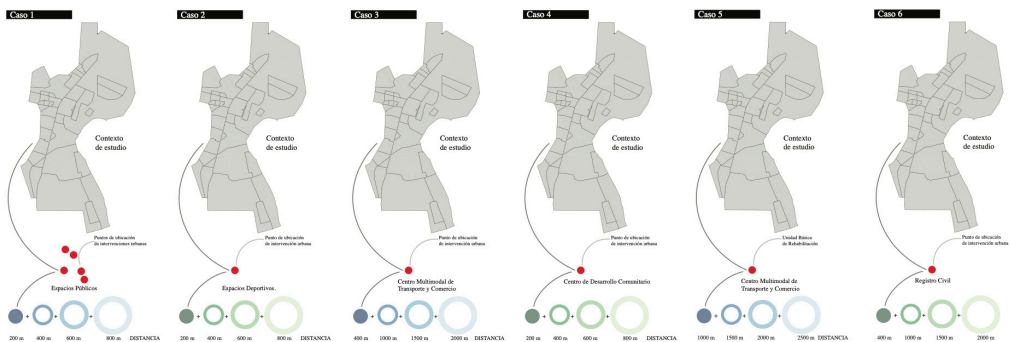 Caso 1
Contexto
de estudio
Puntos de ubicación
de intervenciones urbanas
Espacios Públicos
200 m + 400 m + 600 m + 800 m DISTANCIA
Caso 2
Contexto
de estudio
Punto de ubicación
de intervención urbana
Espacios Deportivos.
200 m + 400 m + 600 m + 800 m DISTANCIA
Caso 3
Contexto
de estudio
Punto de ubicación
de intervención urbana
Centro Multimodal de
Transporte y Comercio
400 m + 1000 m + 1500 m + 2000 m DISTANCIA
Caso 4
Contexto
de estudio
Punto de ubicación
de intervención urbana
Centro de Desarrollo Comunitario
200 m + 400 m + 600 m + 800 m DISTANCIA
Caso 5
Contexto
de estudio
Unidad Básica
de Rehabilitación
Centro Multimodal de
Transporte y Comercio
1000 m + 1500 m + 2000 m + 2500 m DISTANCIA
Caso 6
Contexto
de estudio
Punto de ubicación
de intervención urbana
Registro Civil
400 m + 1000 m + 1500 m + 2000 m